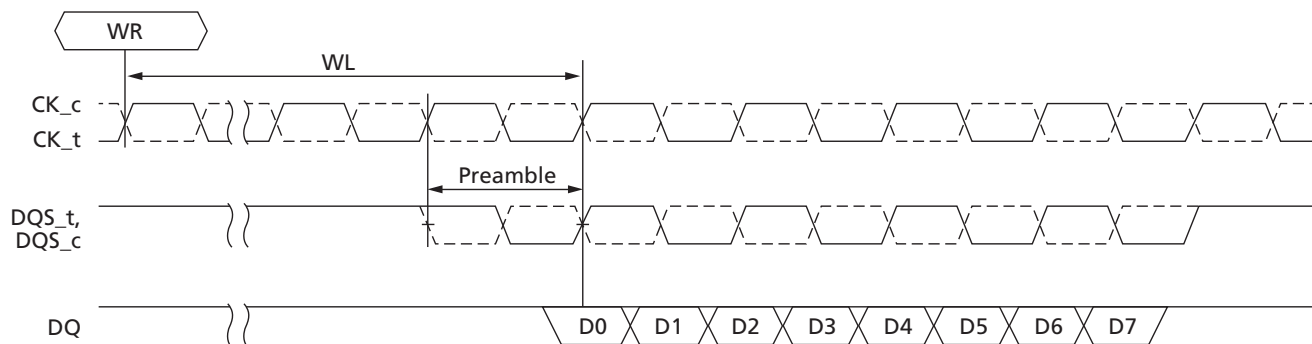 WR
WL
CK_c
CK_t
Preamble
DQS_t,
DQS_c
DQ
D0 D1 D2 D3 D4 D5 D6 D7